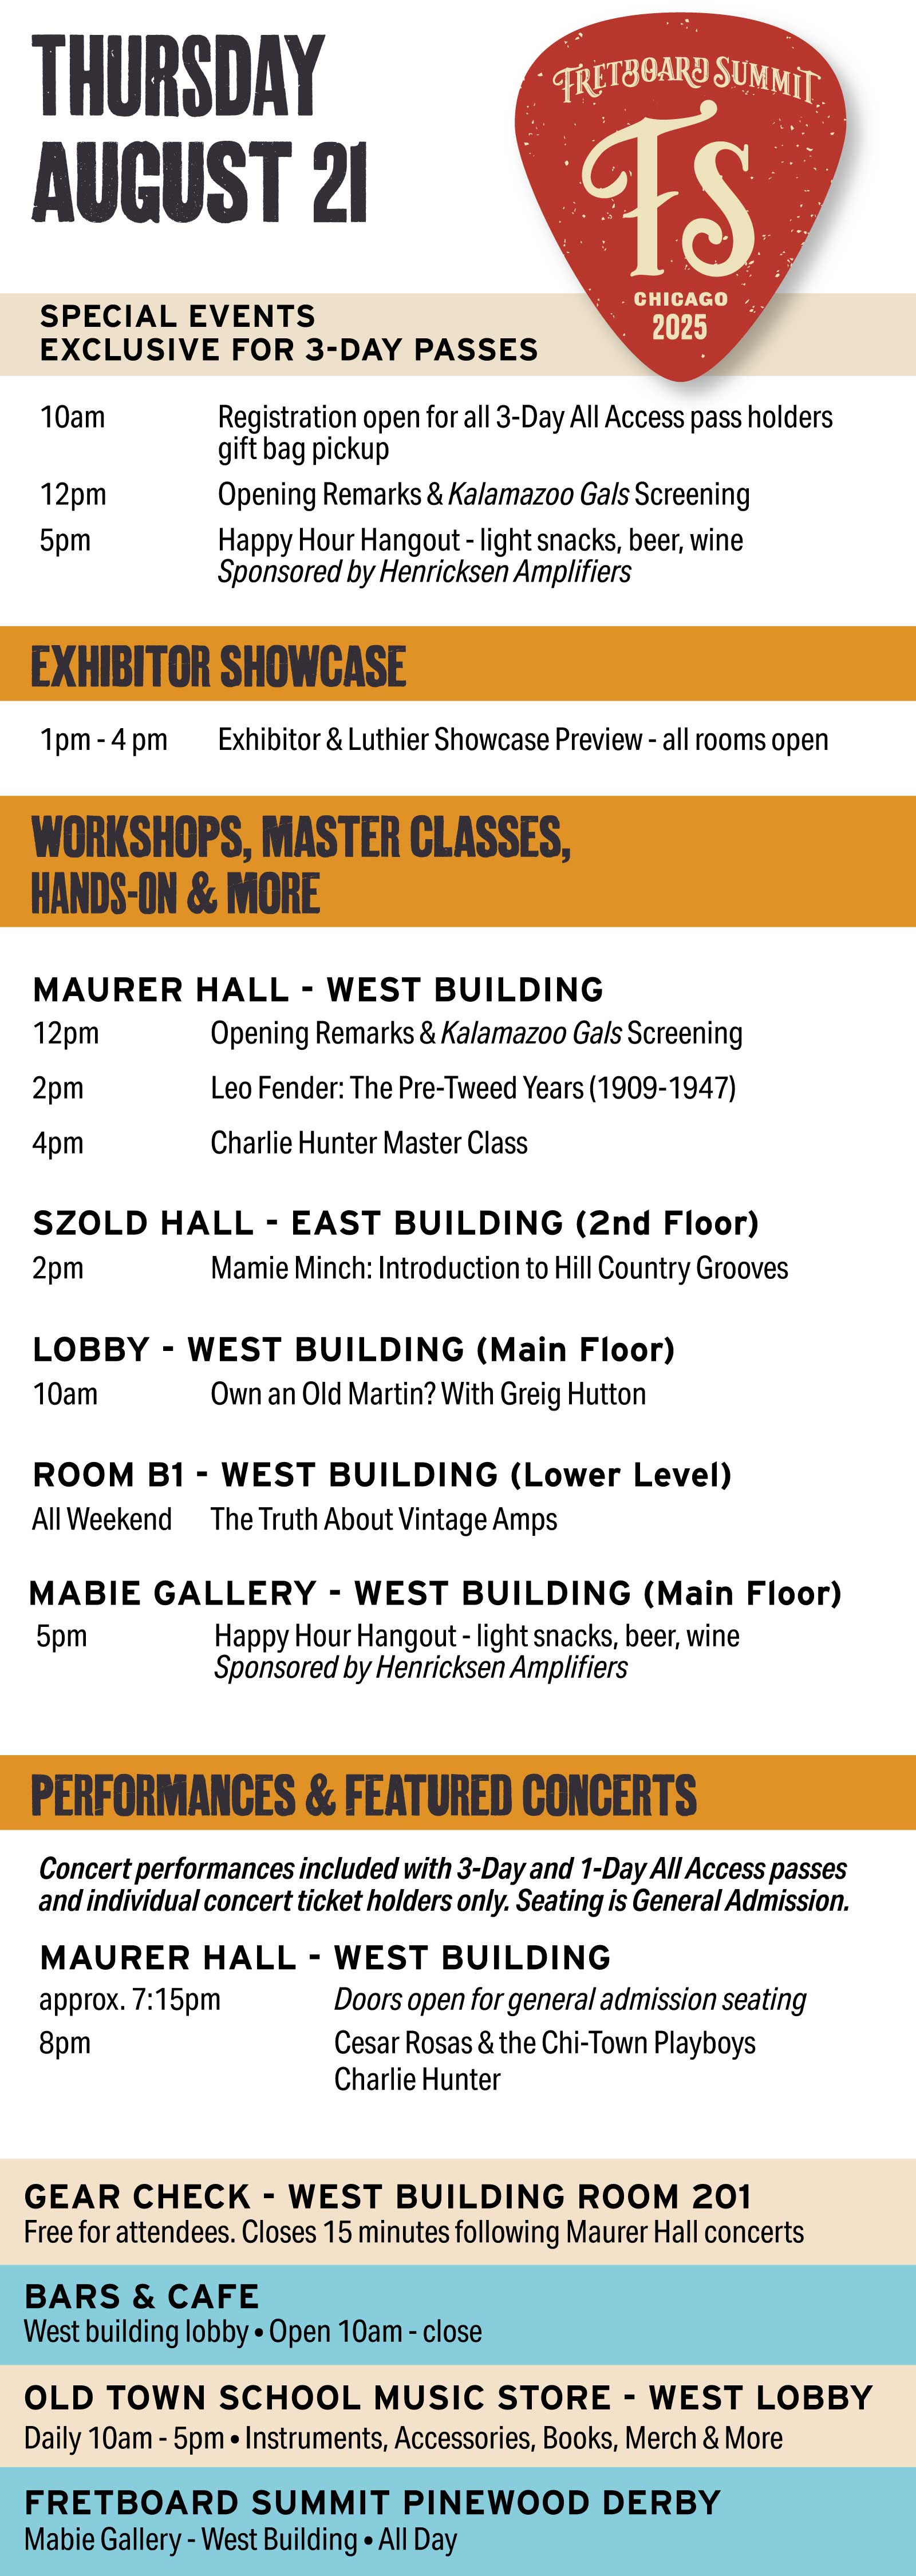 THURSDAY
AUGUST 21
FRETBOARD SUMMIT
FS
CHICAGO
2025
SPECIAL EVENTS
EXCLUSIVE FOR 3-DAY PASSES
10am Registration open for all 3-Day All Access pass holders
gift bag pickup
12pm Opening Remarks & Kalamazoo Gals Screening
5pm Happy Hour Hangout - light snacks, beer, wine
Sponsored by Henricksen Amplifiers
EXHIBITOR SHOWCASE
1pm - 4 pm Exhibitor & Luthier Showcase Preview - all rooms open
WORKSHOPS, MASTER CLASSES,
HANDS-ON & MORE
MAURER HALL - WEST BUILDING
12pm Opening Remarks & Kalamazoo Gals Screening
2pm Leo Fender: The Pre-Tweed Years (1909-1947)
4pm Charlie Hunter Master Class
SZOLD HALL - EAST BUILDING (2nd Floor)
2pm Mamie Minch: Introduction to Hill Country Grooves
LOBBY - WEST BUILDING (Main Floor)
10am Own an Old Martin? With Greig Hutton
ROOM B1 - WEST BUILDING (Lower Level)
All Weekend The Truth About Vintage Amps
MABIE GALLERY - WEST BUILDING (Main Floor)
5pm Happy Hour Hangout - light snacks, beer, wine
Sponsored by Henricksen Amplifiers
PERFORMANCES & FEATURED CONCERTS
Concert performances included with 3-Day and 1-Day All Access passes
and individual concert ticket holders only. Seating is General Admission.
MAURER HALL - WEST BUILDING
approx. 7:15pm Doors open for general admission seating
8pm Cesar Rosas & the Chi-Town Playboys
Charlie Hunter
GEAR CHECK - WEST BUILDING ROOM 201
Free for attendees. Closes 15 minutes following Maurer Hall concerts
BARS & CAFE
West building lobby • Open 10am - close
OLD TOWN SCHOOL MUSIC STORE - WEST LOBBY
Daily 10am - 5pm • Instruments, Accessories, Books, Merch & More
FRETBOARD SUMMIT PINEWOOD DERBY
Mabie Gallery - West Building • All Day